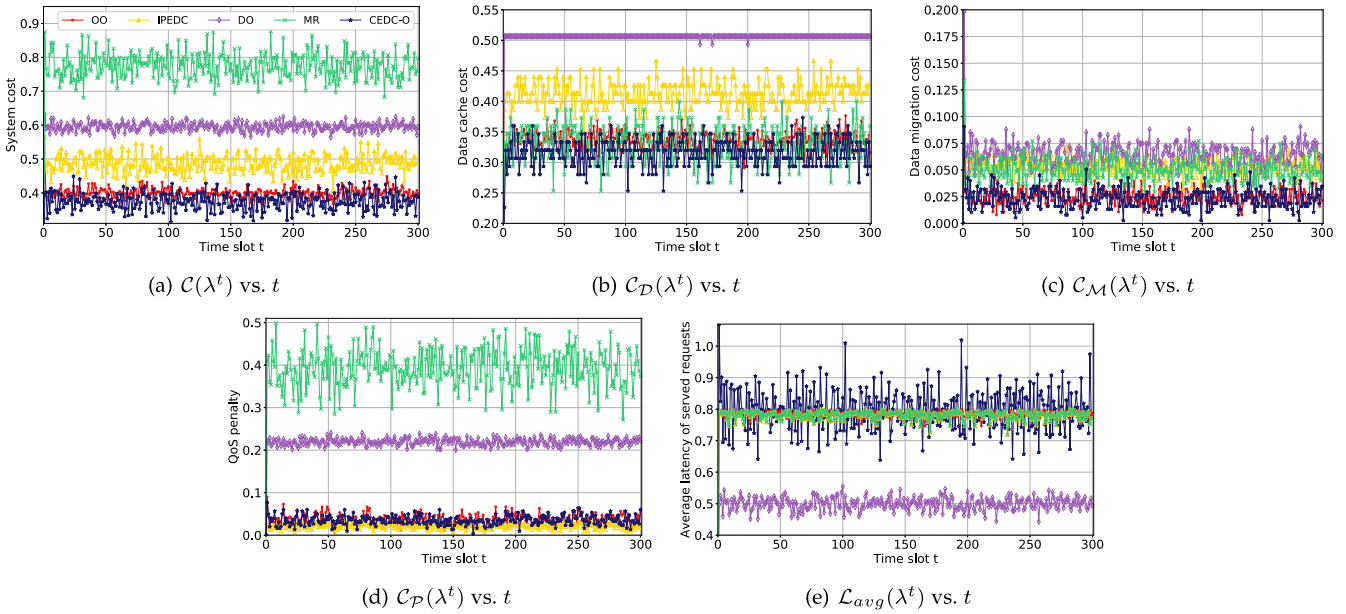 OO IPEDC DO MR CEDC-O
0.9
0.8
0.7
0.6
0.5
0.4
System cost
0 50 100 150 200 250 300
Time slot t
(a) 𝒞(λ^t) vs. t
0.50
0.45
0.40
0.35
0.30
0.25
0.20
Data cache cost
0 50 100 150 200 250 300
Time slot t
(b) 𝒞_𝒟(λ^t) vs. t
0.200
0.175
0.150
0.125
0.100
0.075
0.050
0.025
0.000
Data migration cost
0 50 100 150 200 250 300
Time slot t
(c) 𝒞_ℳ(λ^t) vs. t
0.5
0.4
0.3
0.2
0.1
0.0
QoS penalty
0 50 100 150 200 250 300
Time slot t
(d) 𝒞_𝒫(λ^t) vs. t
1.0
0.9
0.8
0.7
0.6
0.5
0.4
Average latency of served requests
0 50 100 150 200 250 300
Time slot t
(e) ℒ_avg(λ^t) vs. t